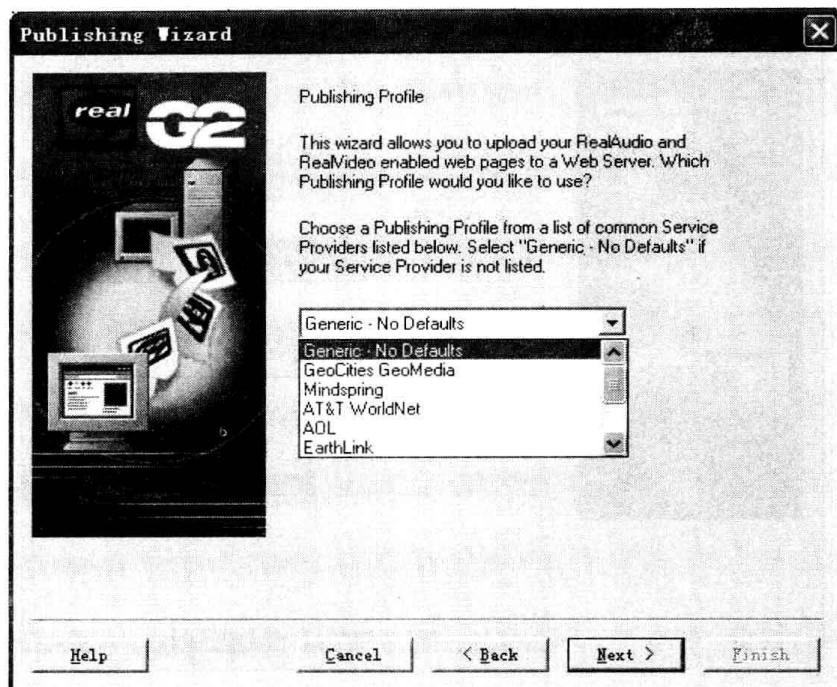 Publishing Wizard
real
G2
Publishing Profile
This wizard allows you to upload your RealAudio and
RealVideo enabled web pages to a Web Server. Which
Publishing Profile would you like to use?
Choose a Publishing Profile from a list of common Service
Providers listed below. Select "Generic - No Defaults" if
your Service Provider is not listed.
Generic - No Defaults
Generic - No Defaults
GeoCities GeoMedia
Mindspring
AT&T WorldNet
AOL
EarthLink
Help
Cancel
< Back
Next >
Finish